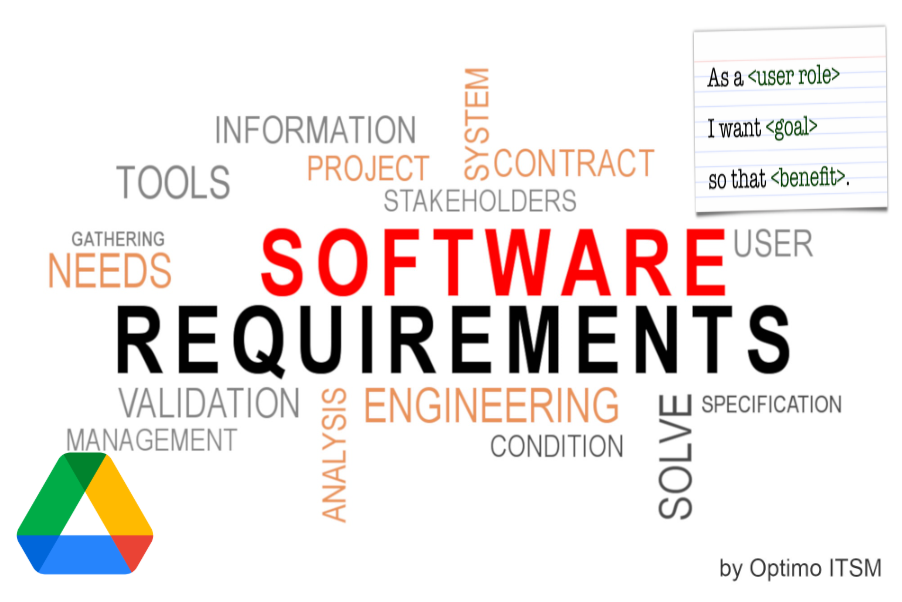 As a <user role>
I want <goal>
so that <benefit>.
SYSTEM
INFORMATION
PROJECT
CONTRACT
TOOLS
STAKEHOLDERS
GATHERING
NEEDS
SOFTWARE
USER
REQUIREMENTS
VALIDATION
ANALYSIS
ENGINEERING
SOLVE
SPECIFICATION
MANAGEMENT
CONDITION
by Optimo ITSM